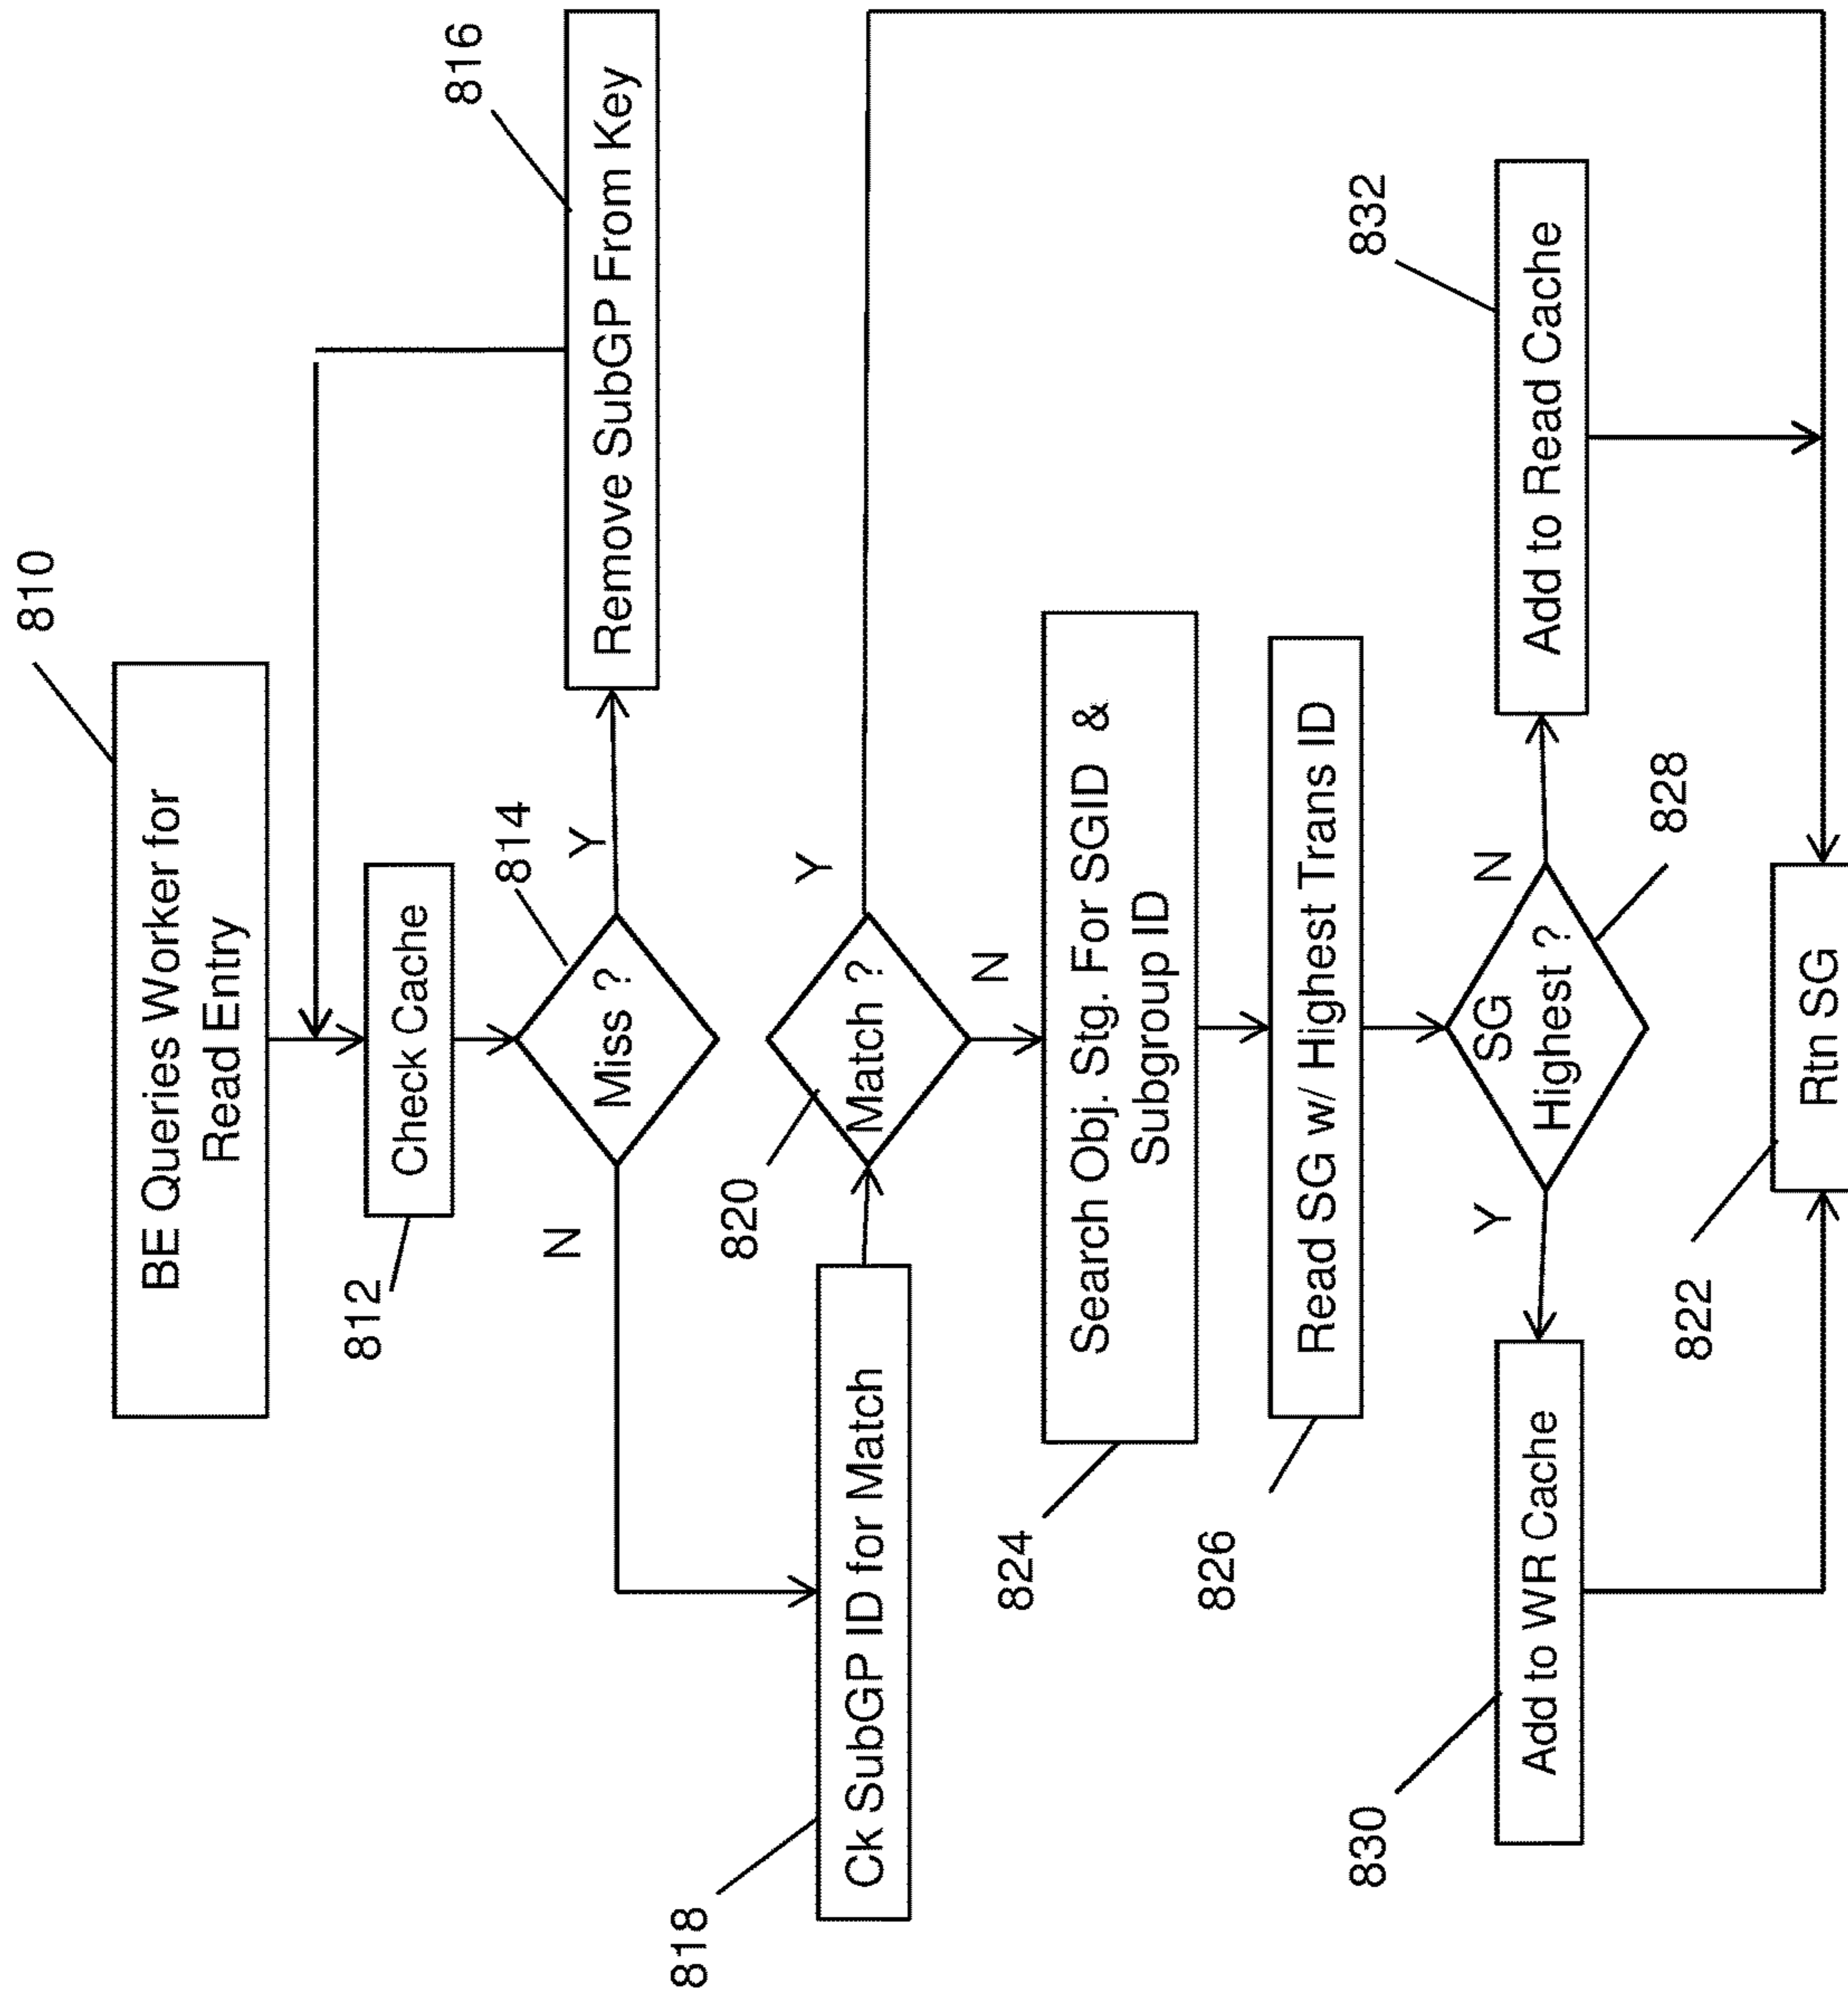 810
BE Queries Worker for
Read Entry
812
Check Cache
814
Miss ?
Y
N
816
Remove SubGP From Key
818
Ck SubGP ID for Match
820
Match ?
Y
N
824
Search Obj. Stg. For SGID &
Subgroup ID
826
Read SG w/ Highest Trans ID
828
SG
Highest ?
Y
N
830
Add to WR Cache
832
Add to Read Cache
822
Rtn SG